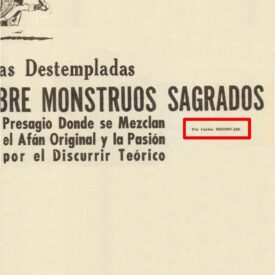 as Destempladas
BRE MONSTRUOS SAGRADOS
Presagio Donde se Mezclan
el Afán Original y la Pasión
por el Discurrir Teórico
Por Carlos MONSIVAIS